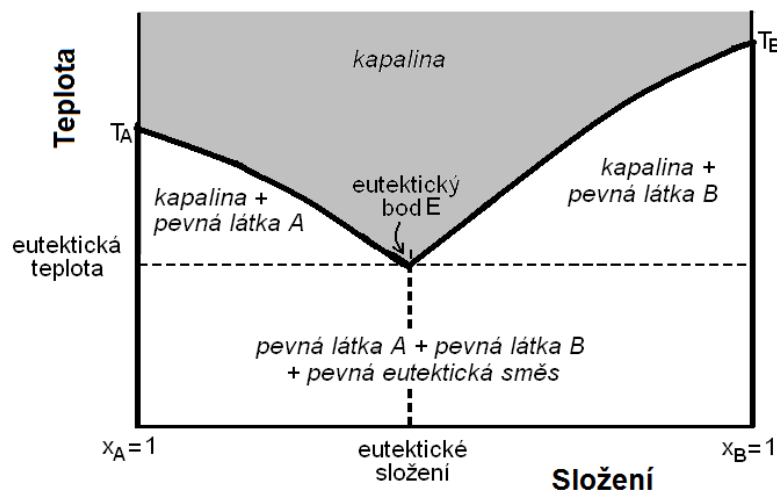 Teplota
kapalina
T_B
T_A
kapalina +
pevná látka A
eutektický
bod E
kapalina +
pevná látka B
eutektická
teplota
pevná látka A + pevná látka B
+ pevná eutektická směs
x_A=1
eutektické
složení
x_B=1
Složení